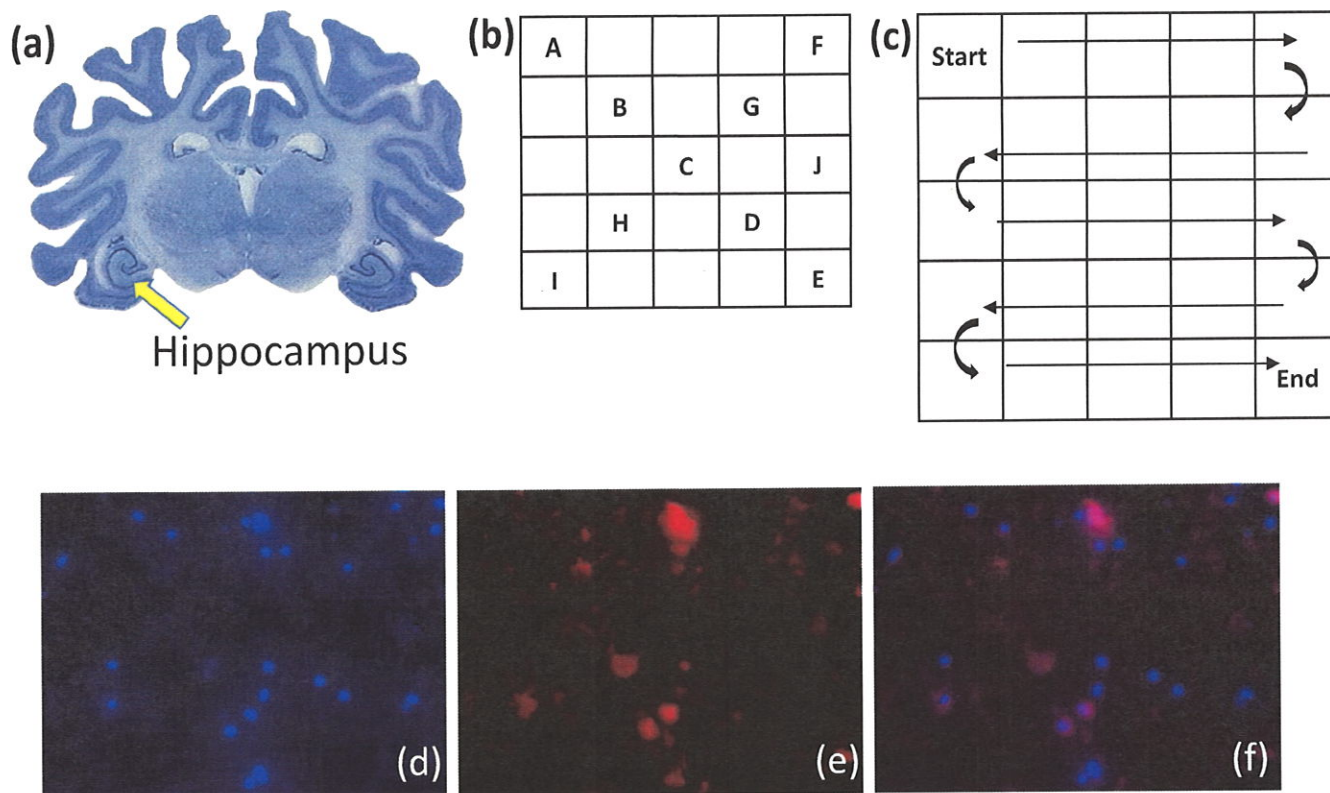 (a)
Hippocampus
(b)
A F
B G
C J
H D
I E
(c)
Start
End
(d)
(e)
(f)